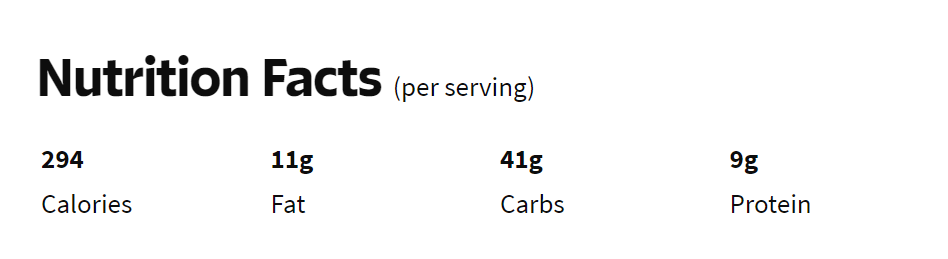 Nutrition Facts (per serving)
294 11g 41g 9g
Calories Fat Carbs Protein